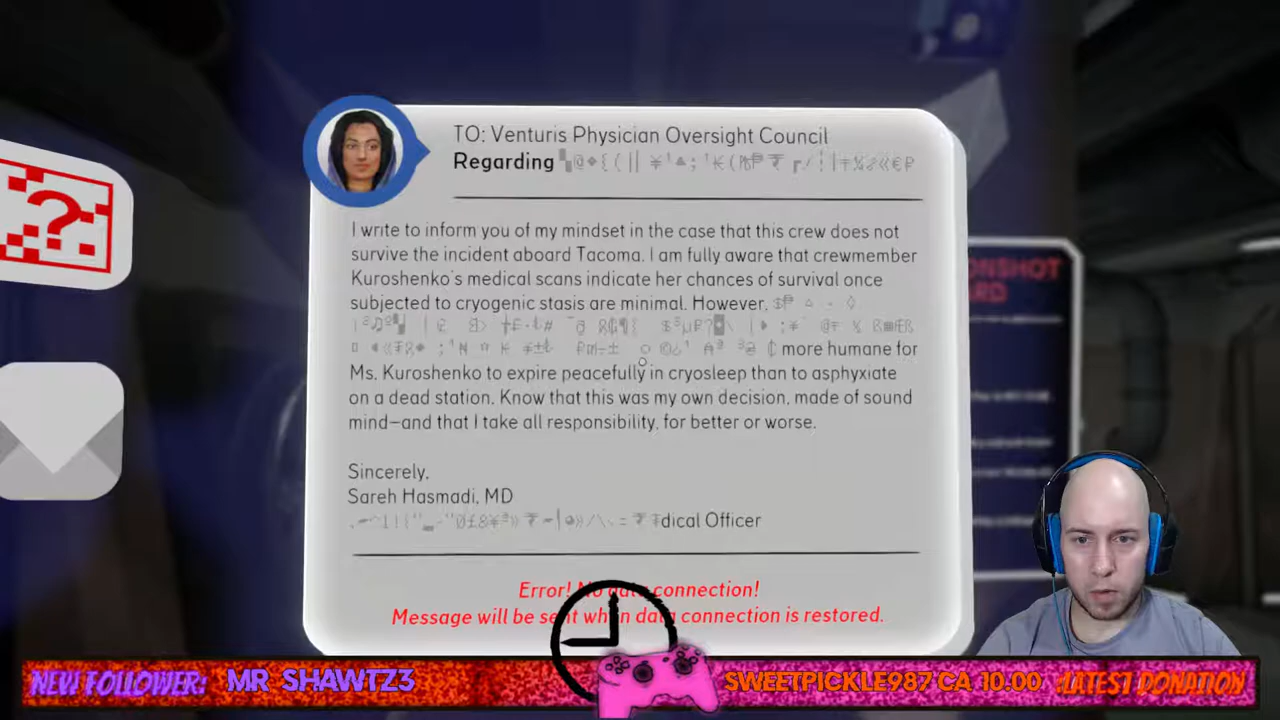 TO: Venturis Physician Oversight Council
Regarding
I write to inform you of my mindset in the case that this crew does not
survive the incident aboard Tacoma. I am fully aware that crewmember
Kuroshenko's medical scans indicate her chances of survival once
subjected to cryogenic stasis are minimal. However,
more humane for
Ms. Kuroshenko to expire peacefully in cryosleep than to asphyxiate
on a dead station. Know that this was my own decision, made of sound
mind—and that I take all responsibility, for better or worse.
Sincerely,
Sareh Hasmadi, MD
dical Officer
Error! No data connection!
Message will be sent when data connection is restored.
NEW FOLLOWER: MR SHAWTZ3
SWEETPICKLE987 CA 10.00 :LATEST DONATION